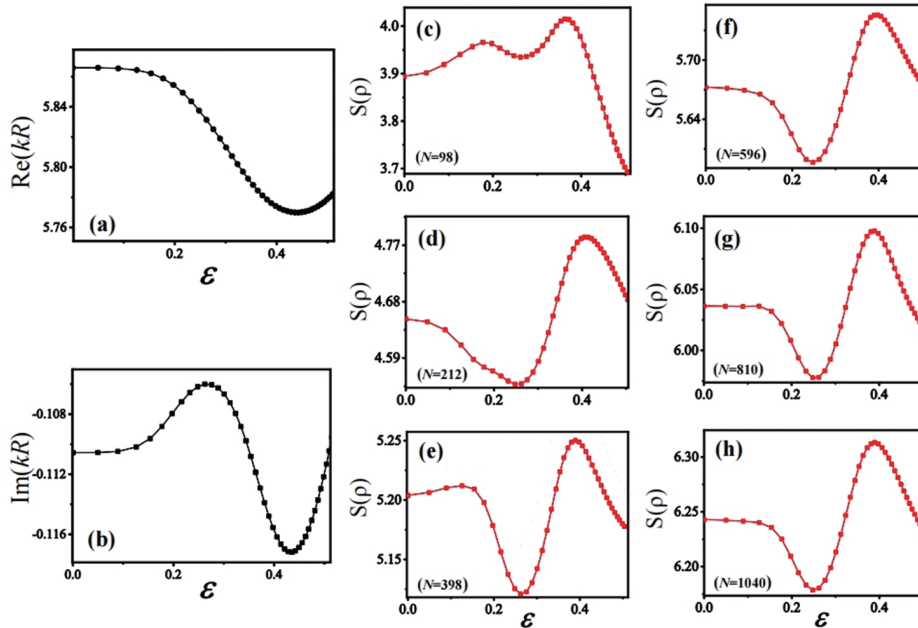 (a)
Re(kR)
5.84
5.80
5.76
0.2
0.4
ε
(b)
Im(kR)
-0.108
-0.112
-0.116
0.0
0.2
0.4
ε
(c)
S(ρ)
4.0
3.9
3.8
3.7
(N=98)
0.0
0.2
0.4
(d)
S(ρ)
4.77
4.68
4.59
(N=212)
0.0
0.2
0.4
(e)
S(ρ)
5.25
5.20
5.15
(N=398)
0.0
0.2
0.4
ε
(f)
S(ρ)
5.70
5.64
(N=596)
0.0
0.2
0.4
(g)
S(ρ)
6.10
6.05
6.00
(N=810)
0.0
0.2
0.4
(h)
S(ρ)
6.30
6.25
6.20
(N=1040)
0.0
0.2
0.4
ε